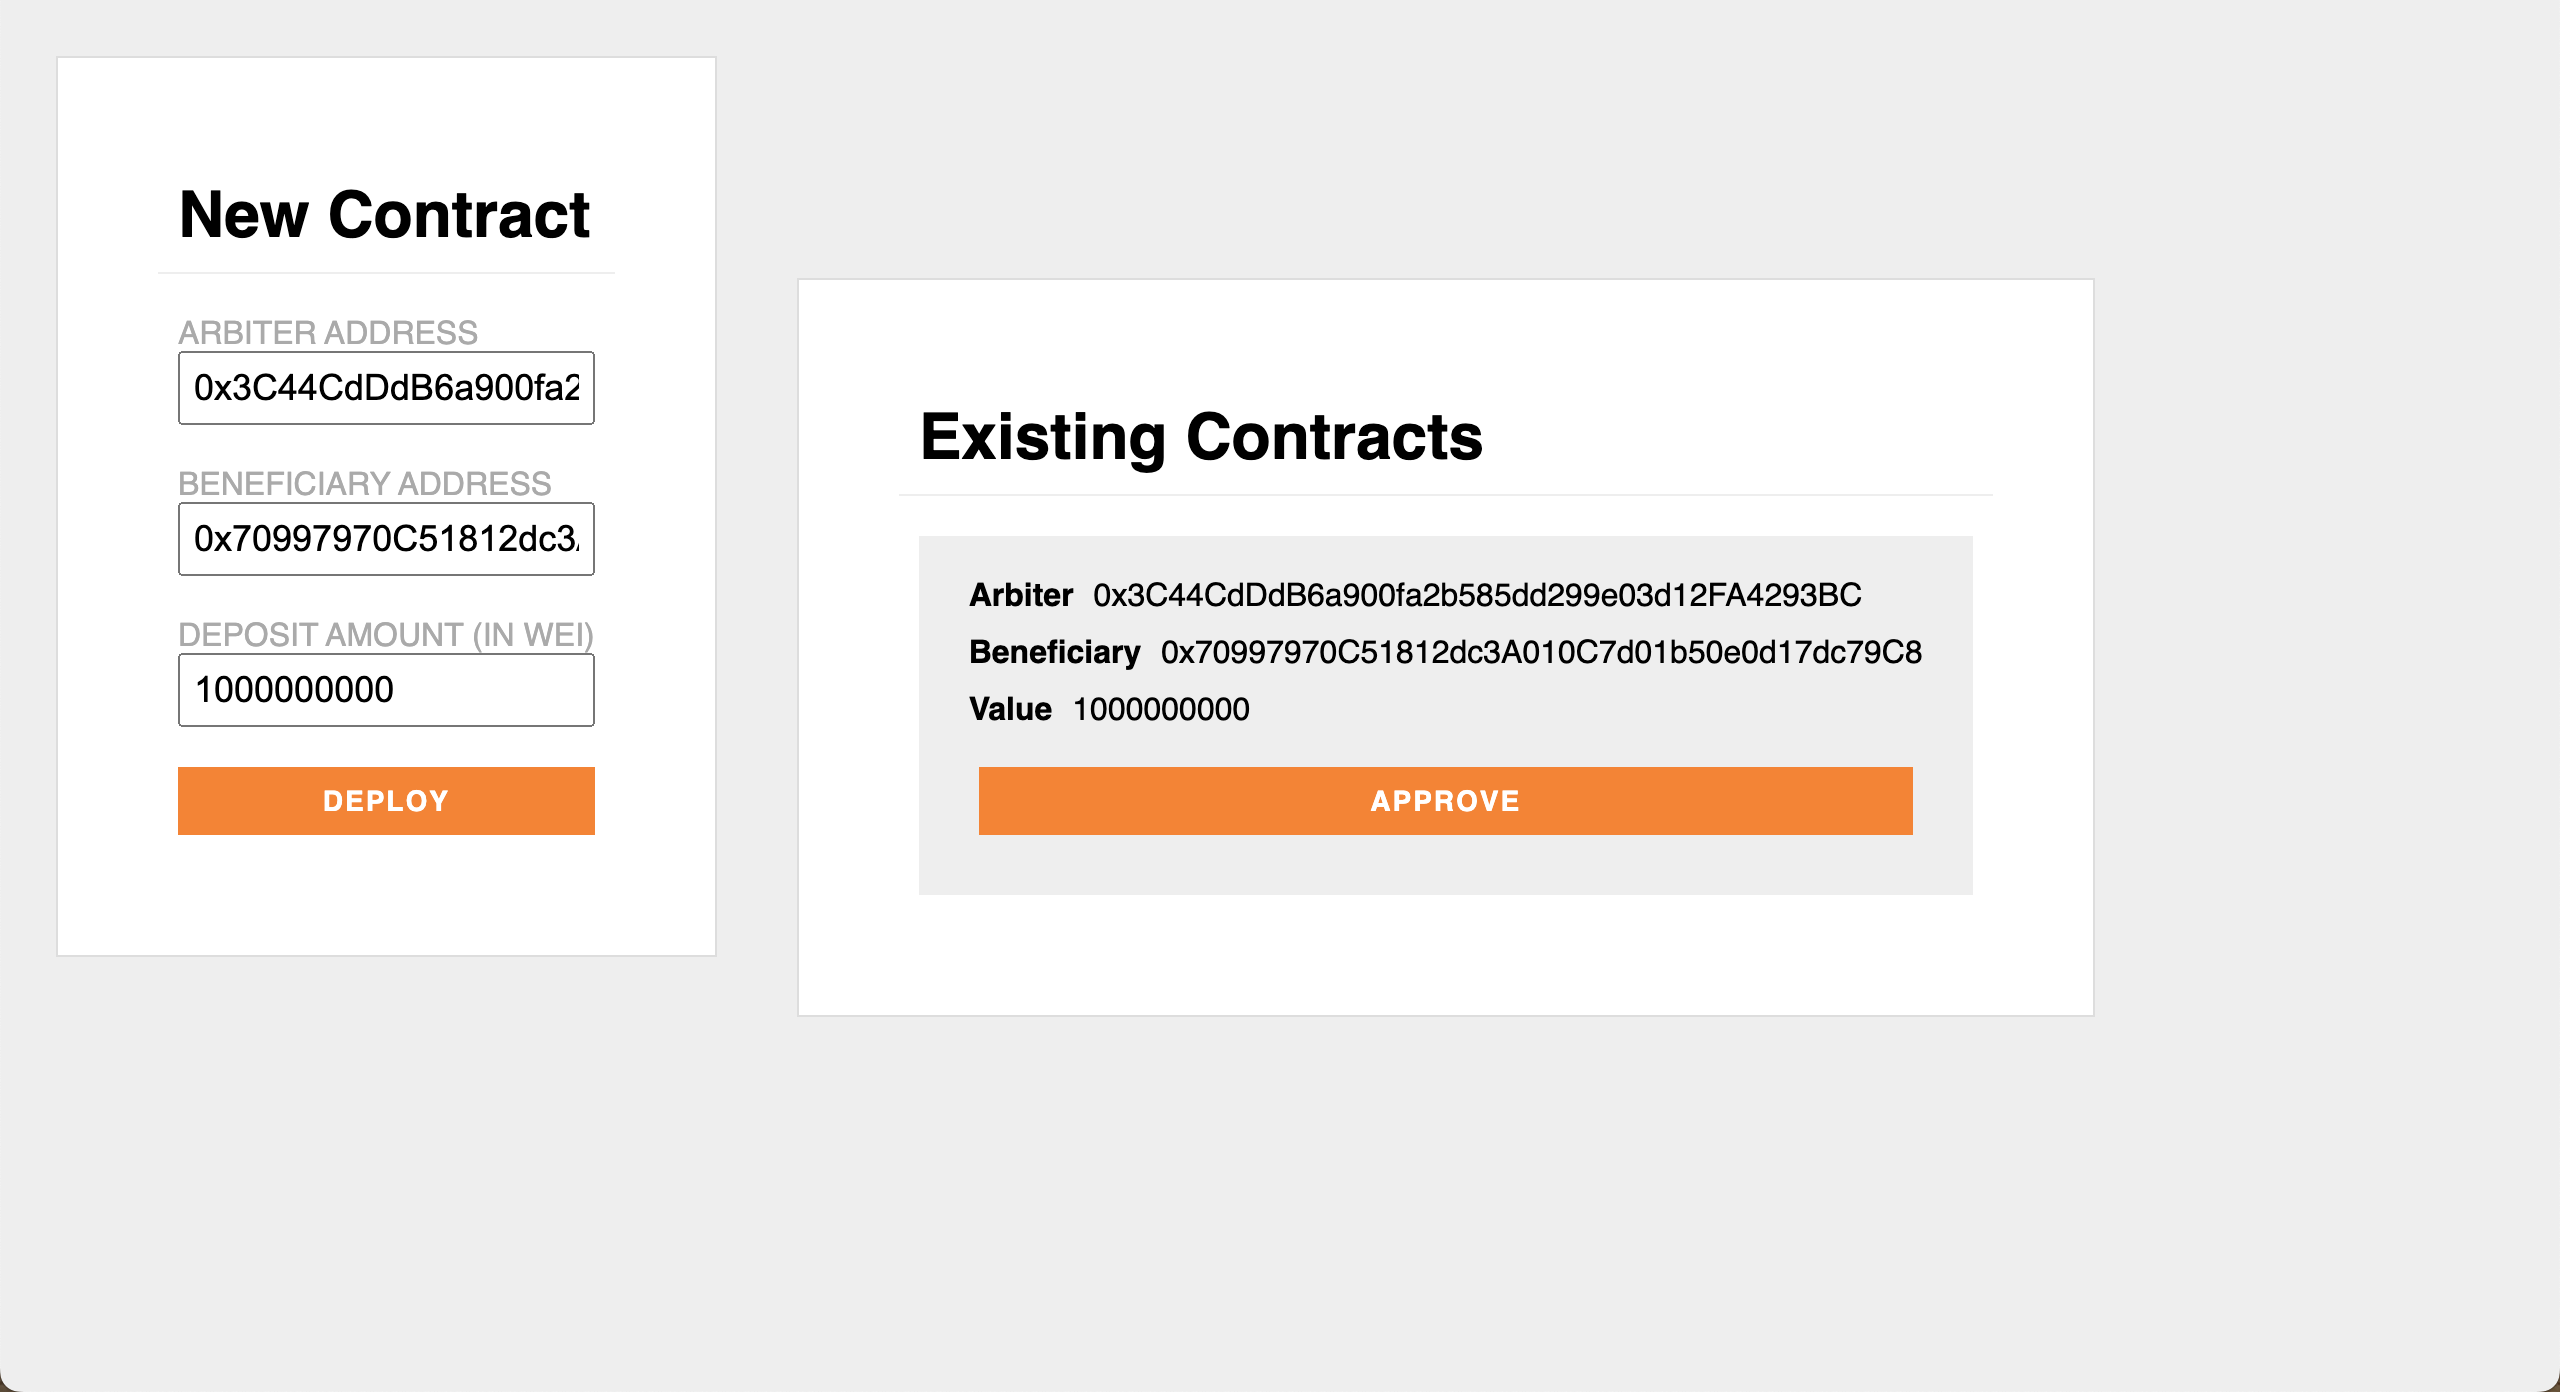 New Contract
ARBITER ADDRESS
0x3C44CdDdB6a900fa2
BENEFICIARY ADDRESS
0x70997970C51812dc3
DEPOSIT AMOUNT (IN WEI)
1000000000
DEPLOY
Existing Contracts
Arbiter 0x3C44CdDdB6a900fa2b585dd299e03d12FA4293BC
Beneficiary 0x70997970C51812dc3A010C7d01b50e0d17dc79C8
Value 1000000000
APPROVE